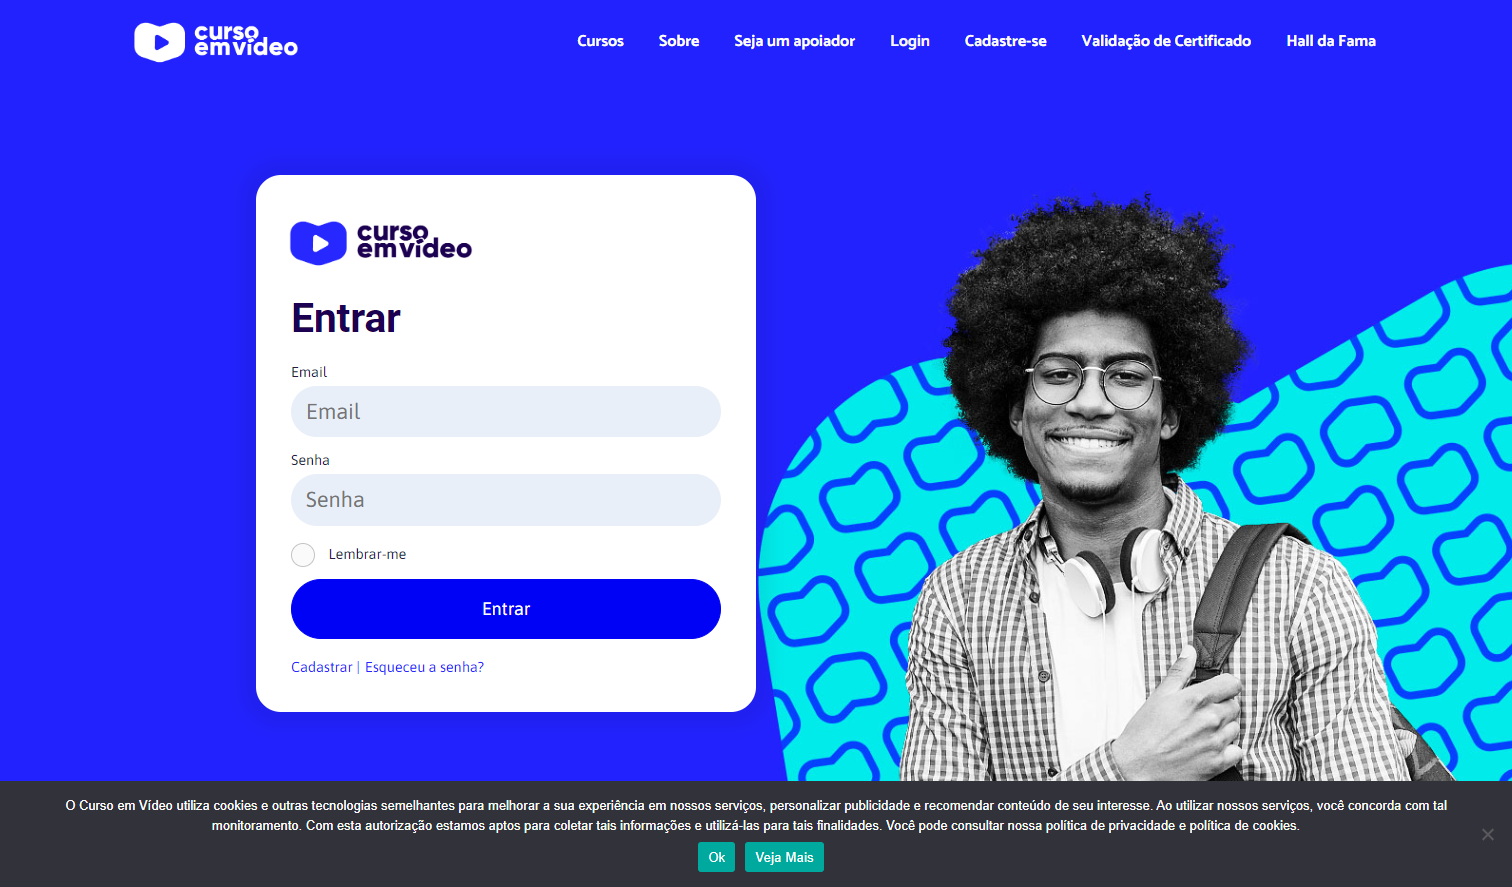 curso
em vídeo
Cursos Sobre Seja um apoiador Login Cadastre-se Validação de Certificado Hall da Fama
curso
em vídeo
Entrar
Email
Email
Senha
Senha
Lembrar-me
Entrar
Cadastrar | Esqueceu a senha?
O Curso em Vídeo utiliza cookies e outras tecnologias semelhantes para melhorar a sua experiência em nossos serviços, personalizar publicidade e recomendar conteúdo de seu interesse. Ao utilizar nossos serviços, você concorda com tal
monitoramento. Com esta autorização estamos aptos para coletar tais informações e utilizá-las para tais finalidades. Você pode consultar nossa política de privacidade e política de cookies.
Ok Veja Mais